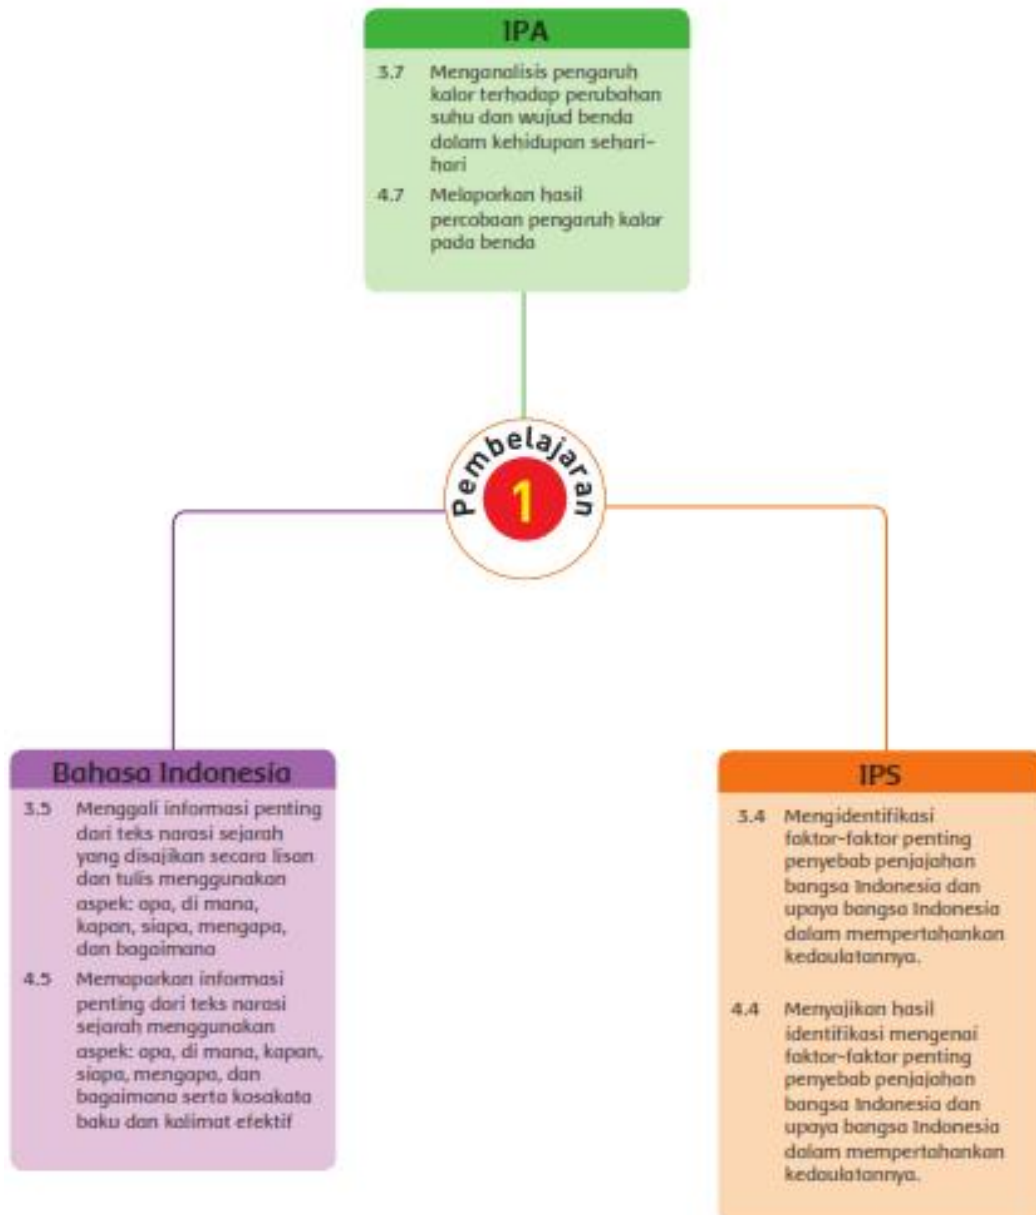 IPA
3.7 Menganalisis pengaruh
kalor terhadap perubahan
suhu dan wujud benda
dalam kehidupan sehari-
hari
4.7 Melaporkan hasil
percobaan pengaruh kalor
pada benda
Pembelajaran
1
Bahasa Indonesia
3.5 Menggali informasi penting
dari teks narasi sejarah
yang disajikan secara lisan
dan tulis menggunakan
aspek: apa, di mana,
kapan, siapa, mengapa,
dan bagaimana
4.5 Memaparkan informasi
penting dari teks narasi
sejarah menggunakan
aspek: apa, di mana, kapan,
siapa, mengapa, dan
bagaimana serta kosakata
baku dan kalimat efektif
IPS
3.4 Mengidentifikasi
faktor-faktor penting
penyebab penjajahan
bangsa Indonesia dan
upaya bangsa Indonesia
dalam mempertahankan
kedaulatannya.
4.4 Menyajikan hasil
identifikasi mengenai
faktor-faktor penting
penyebab penjajahan
bangsa Indonesia dan
upaya bangsa Indonesia
dalam mempertahankan
kedaulatannya.